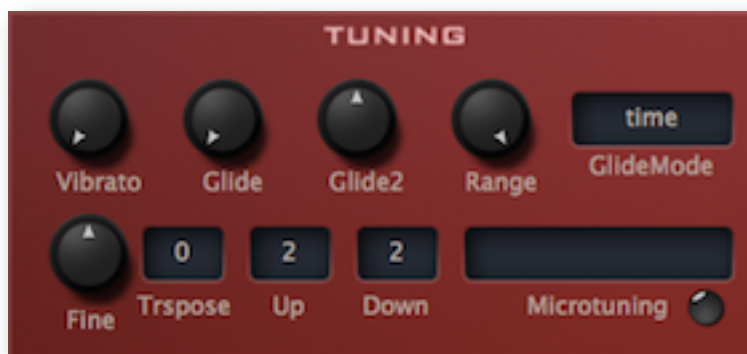 TUNING
time
Vibrato Glide Glide2 Range GlideMode
0 2 2
Fine Trspose Up Down Microtuning